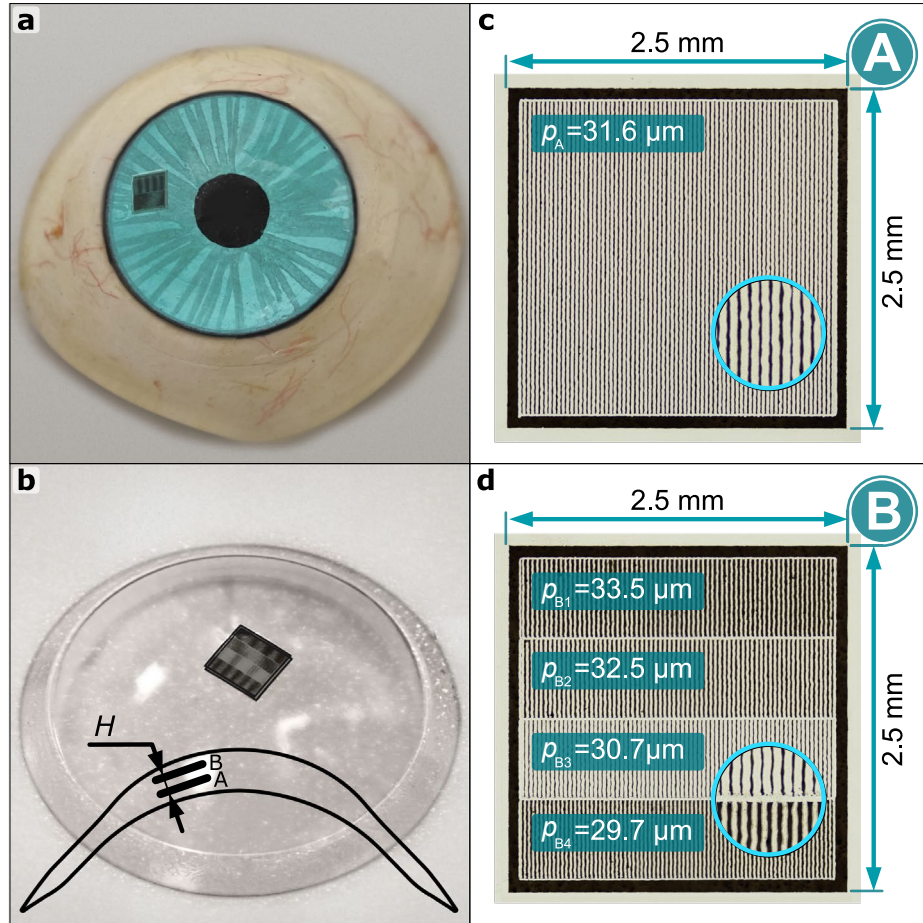 a
b
H
B
A
c
2.5 mm
A
p_A=31.6 µm
2.5 mm
d
2.5 mm
B
p_B1=33.5 µm
p_B2=32.5 µm
p_B3=30.7µm
p_B4=29.7 µm
2.5 mm